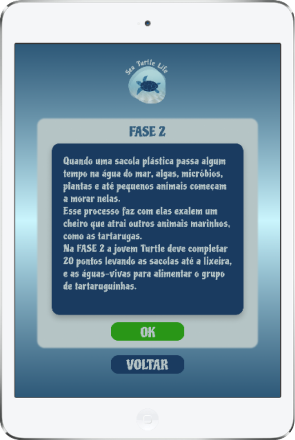 Sea Turtle Life
FASE 2
Quando uma sacola plástica passa algum
tempo na água do mar, algas, micróbios,
plantas e até pequenos animais começam
a morar nelas.
Esse processo faz com elas exalem um
cheiro que atrai outros animais marinhos,
como as tartarugas.
Na FASE 2 a jovem Turtle deve completar
20 pontos levando as sacolas até a lixeira,
e as águas-vivas para alimentar o grupo
de tartaruguinhas.
OK
VOLTAR